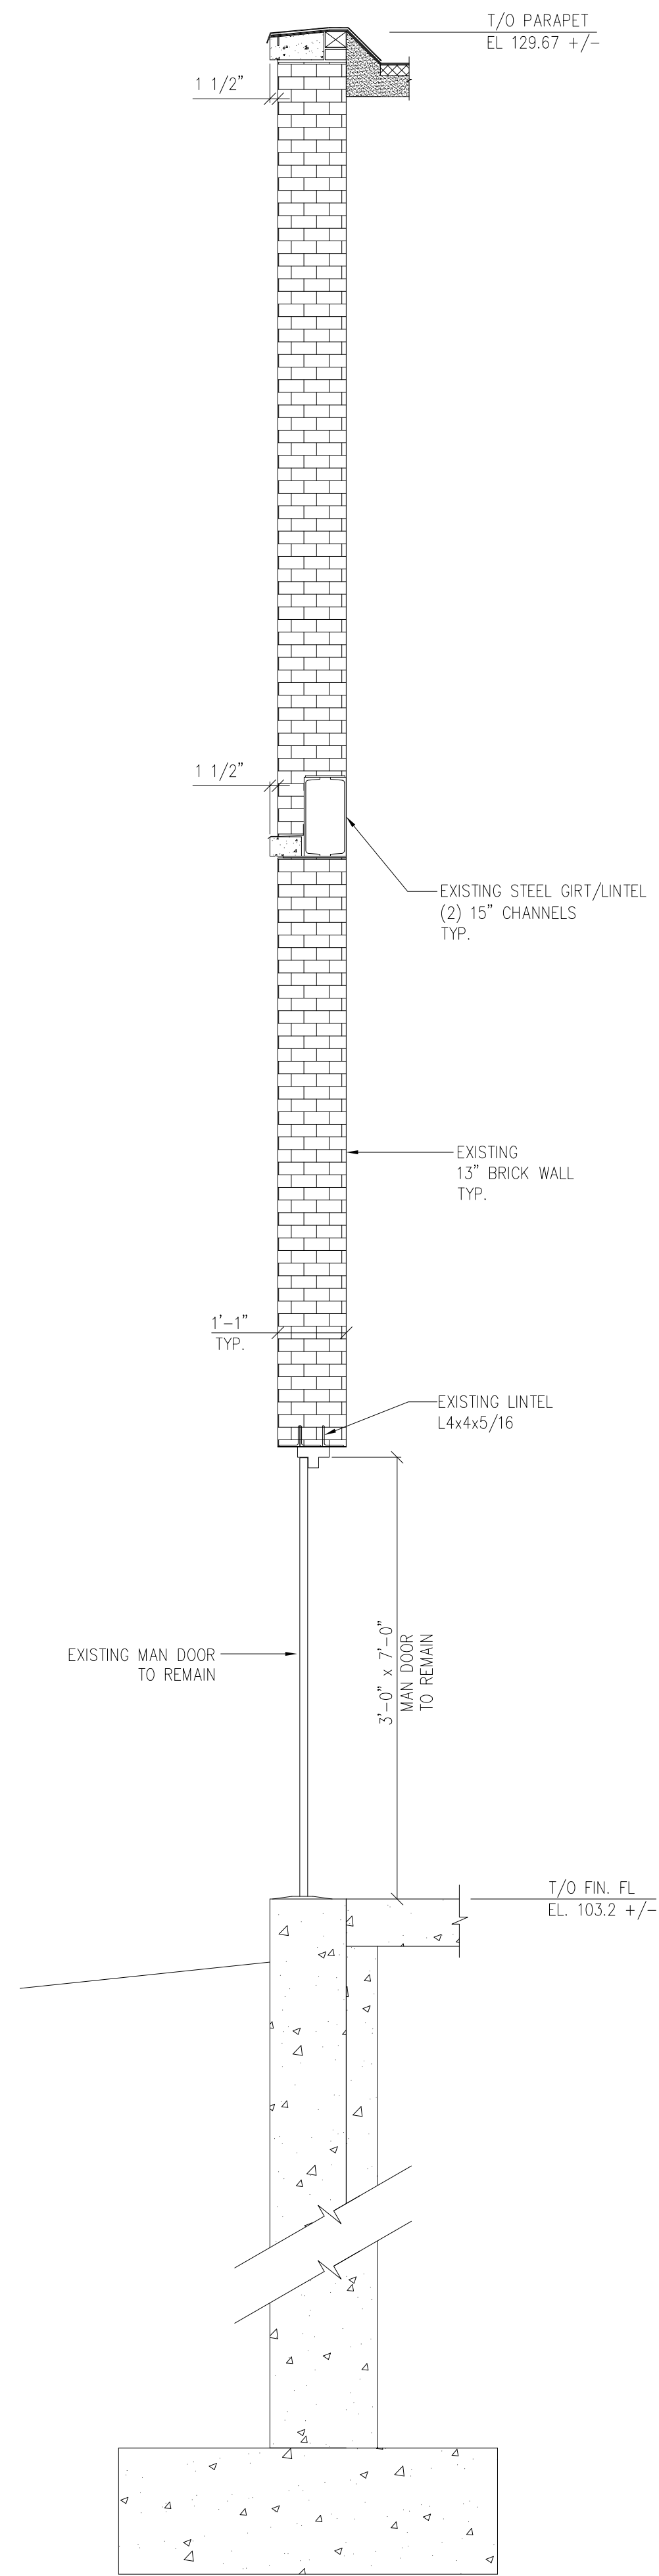 T/O PARAPET
EL 129.67 +/-
1 1/2”
1 1/2”
EXISTING STEEL GIRT/LINTEL
(2) 15” CHANNELS
TYP.
EXISTING
13” BRICK WALL
TYP.
1'-1”
TYP.
EXISTING LINTEL
L4x4x5/16
EXISTING MAN DOOR
TO REMAIN
3'-0” x 7'-0”
MAN DOOR
TO REMAIN
T/O FIN. FL
EL. 103.2 +/-